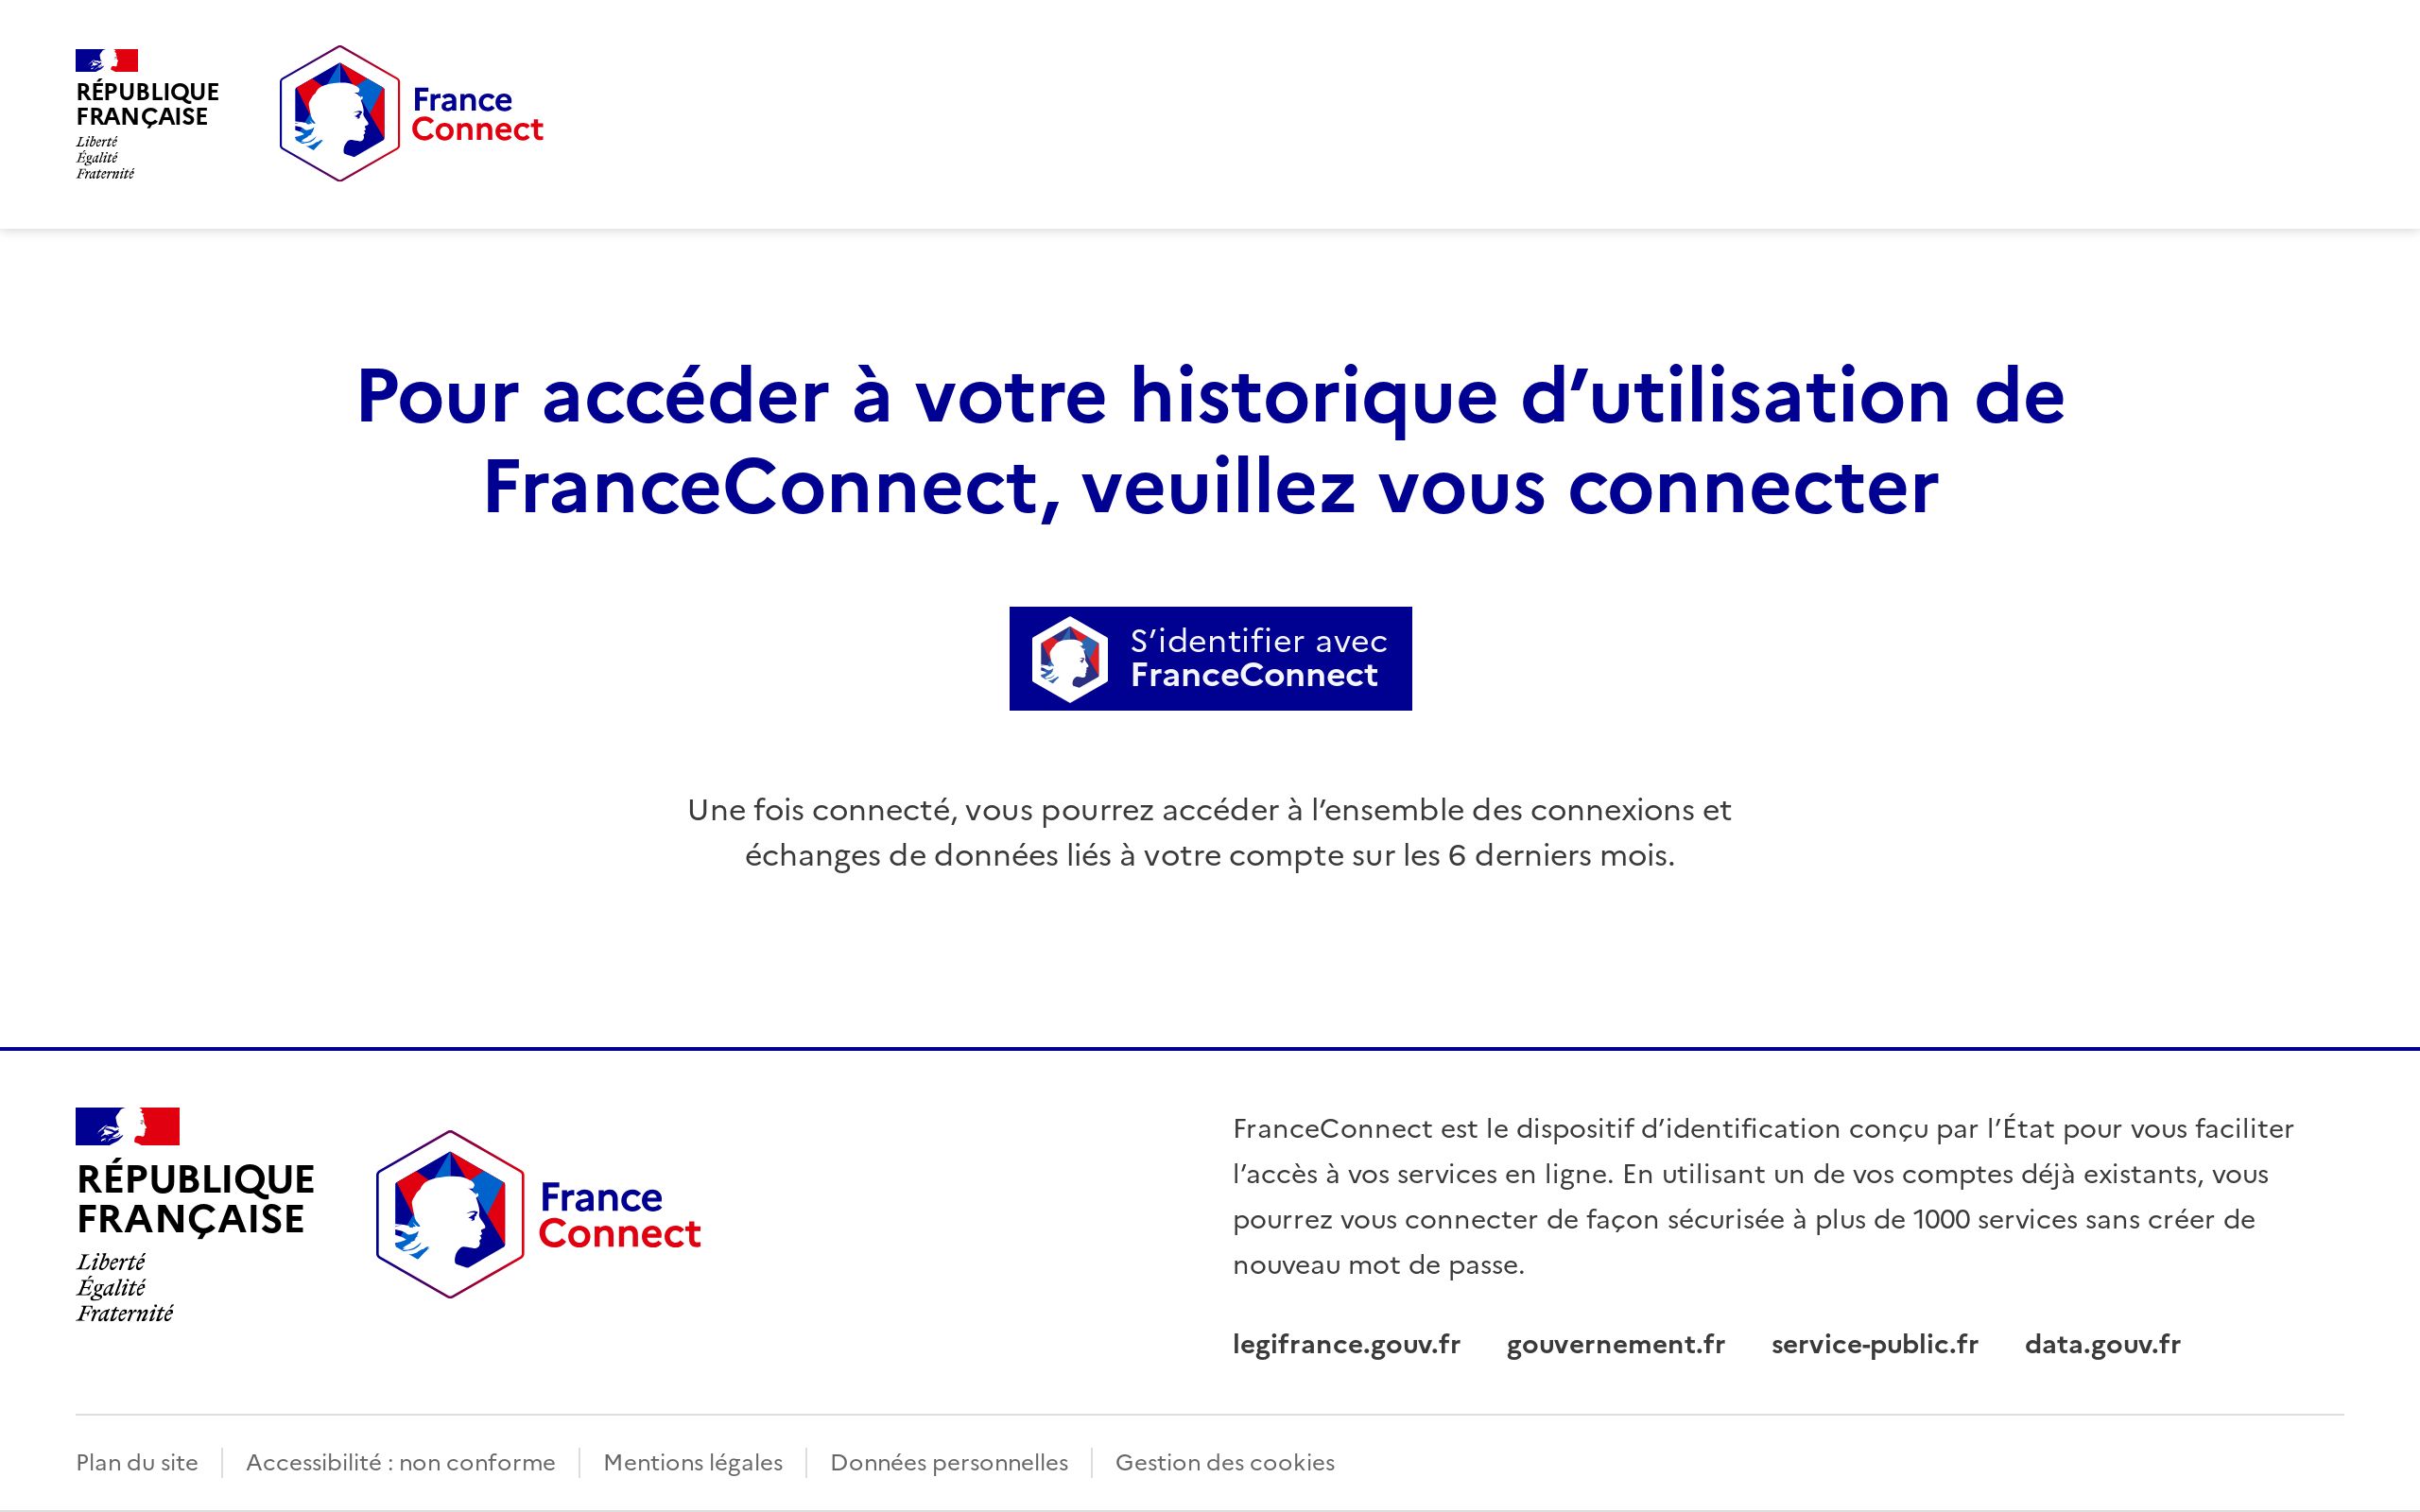 RÉPUBLIQUE
FRANÇAISE
Liberté
Égalité
Fraternité
France
Connect
Pour accéder à votre historique d’utilisation de
FranceConnect, veuillez vous connecter
S’identifier avec
FranceConnect
Une fois connecté, vous pourrez accéder à l’ensemble des connexions et
échanges de données liés à votre compte sur les 6 derniers mois.
RÉPUBLIQUE
FRANÇAISE
Liberté
Égalité
Fraternité
France
Connect
FranceConnect est le dispositif d’identification conçu par l’État pour vous faciliter
l’accès à vos services en ligne. En utilisant un de vos comptes déjà existants, vous
pourrez vous connecter de façon sécurisée à plus de 1000 services sans créer de
nouveau mot de passe.
legifrance.gouv.fr gouvernement.fr service-public.fr data.gouv.fr
Plan du site Accessibilité : non conforme Mentions légales Données personnelles Gestion des cookies